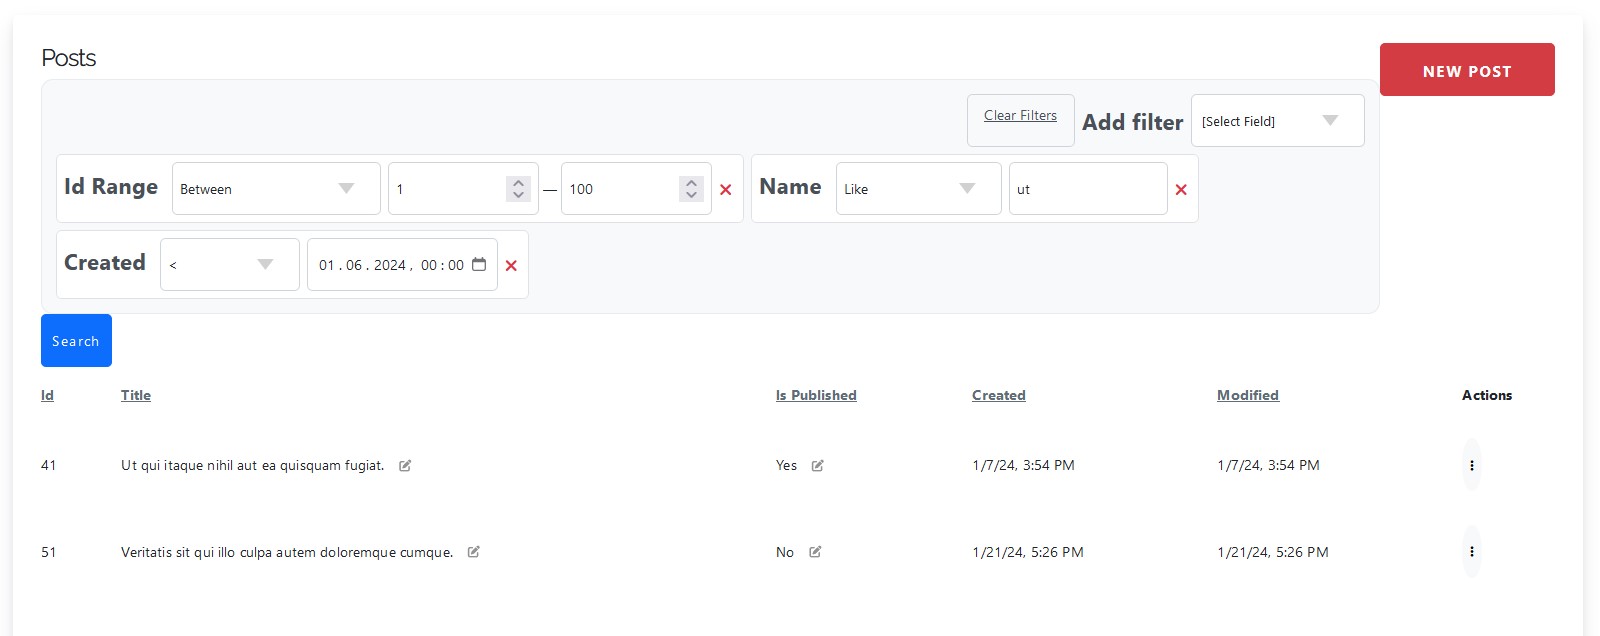 Posts
NEW POST
Clear Filters Add filter [Select Field]
Id Range Between 1 — 100 Name Like ut
Created < 01 . 06 . 2024 , 00 : 00
Search
Id Title Is Published Created Modified Actions
41 Ut qui itaque nihil aut ea quisquam fugiat. Yes 1/7/24, 3:54 PM 1/7/24, 3:54 PM
51 Veritatis sit qui illo culpa autem doloremque cumque. No 1/21/24, 5:26 PM 1/21/24, 5:26 PM